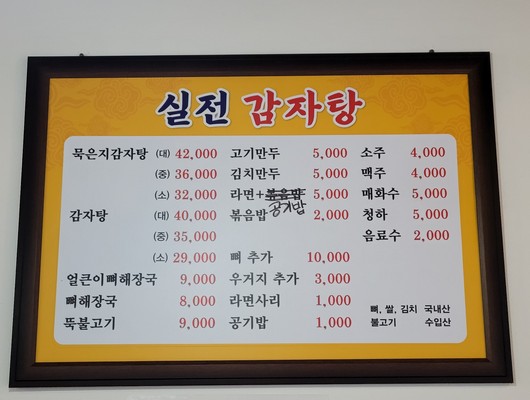 실전 감자탕
묵은지감자탕 (대) 42,000 고기만두 5,000 소주 4,000
(중) 36,000 김치만두 5,000 맥주 4,000
(소) 32,000 라면+볶음밥 5,000 매화수 5,000
공기밥
감자탕 (대) 40,000 볶음밥 2,000 청하 5,000
(중) 35,000 음료수 2,000
(소) 29,000 뼈 추가 10,000
얼큰이뼈해장국 9,000 우거지 추가 3,000
뼈해장국 8,000 라면사리 1,000 뼈, 쌀, 김치 국내산
뚝불고기 9,000 공기밥 1,000 불고기 수입산